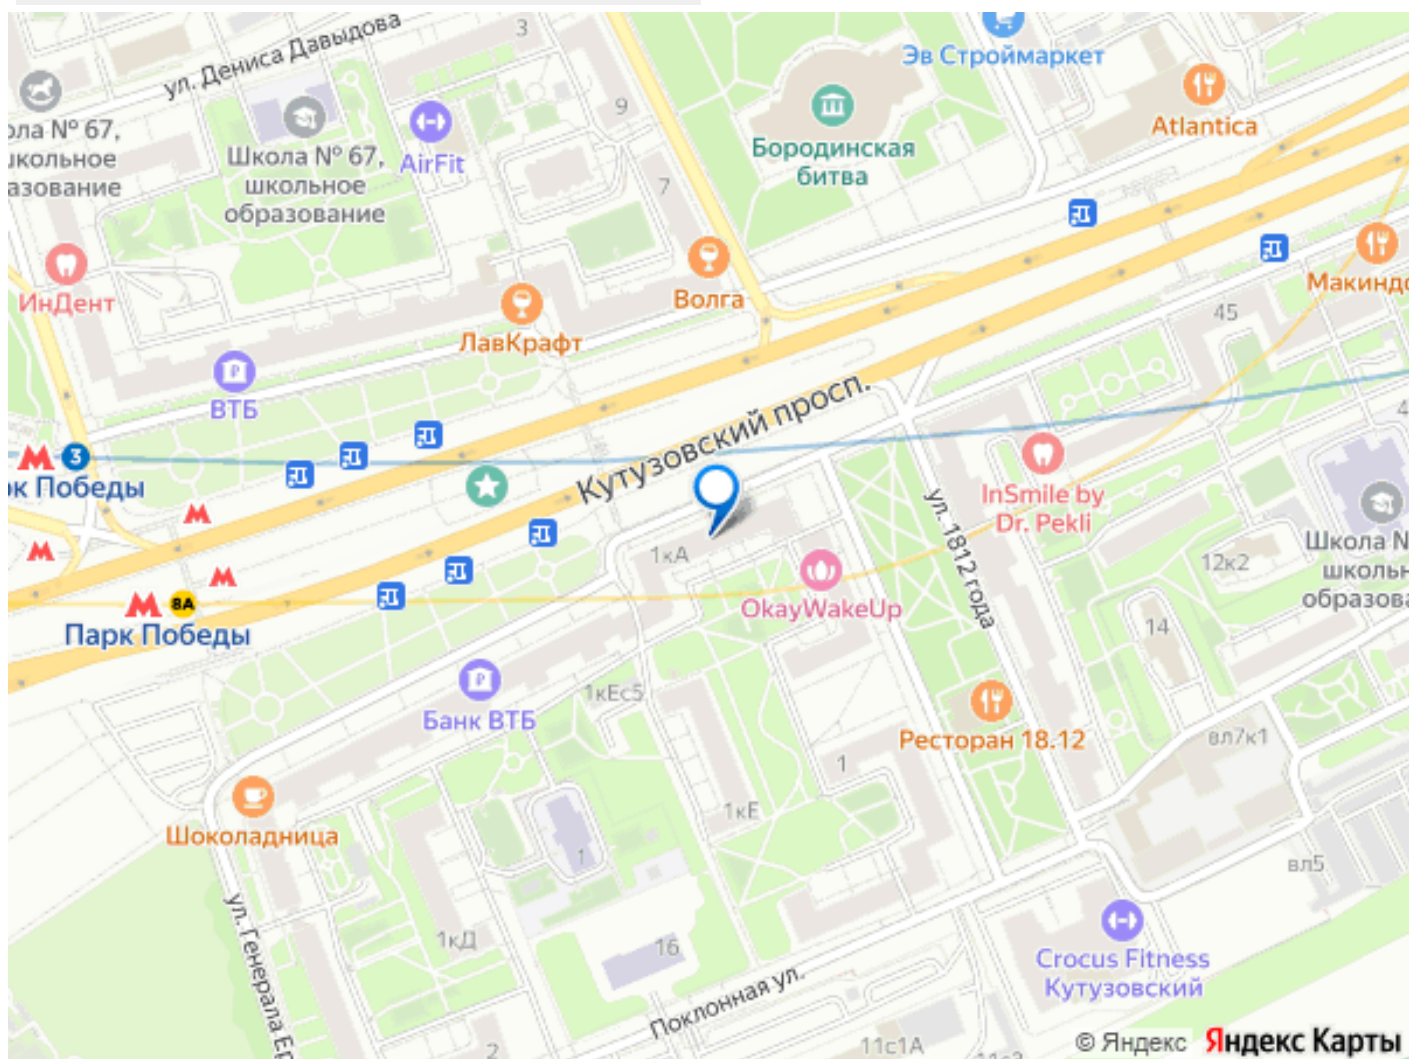 ул. Дениса Давыдова
3
Эв Строймаркет
Atlantica
ола № 67,
школьное
азование
Школа № 67,
школьное
образование
AirFit
9
7
Бородинская
битва
ИнДент
Волга
ЛавКрафт
Макиндо
45
ВТБ
Кутузовский просп.
3
рк Победы
InSmile by
Dr. Pekli
ул. 1812 года
1кА
OkayWakeUp
12к2
Школа N
школьн
образова
8А
Парк Победы
14
Банк ВТБ
1кЕс5
Ресторан 18.12
вл7к1
1
Шоколадница
1кЕ
1
вл5
ул. Генерала Ер
1кД
16
Поклонная ул.
Crocus Fitness
Кутузовский
2
11с1А
© Яндекс Яндекс Карты